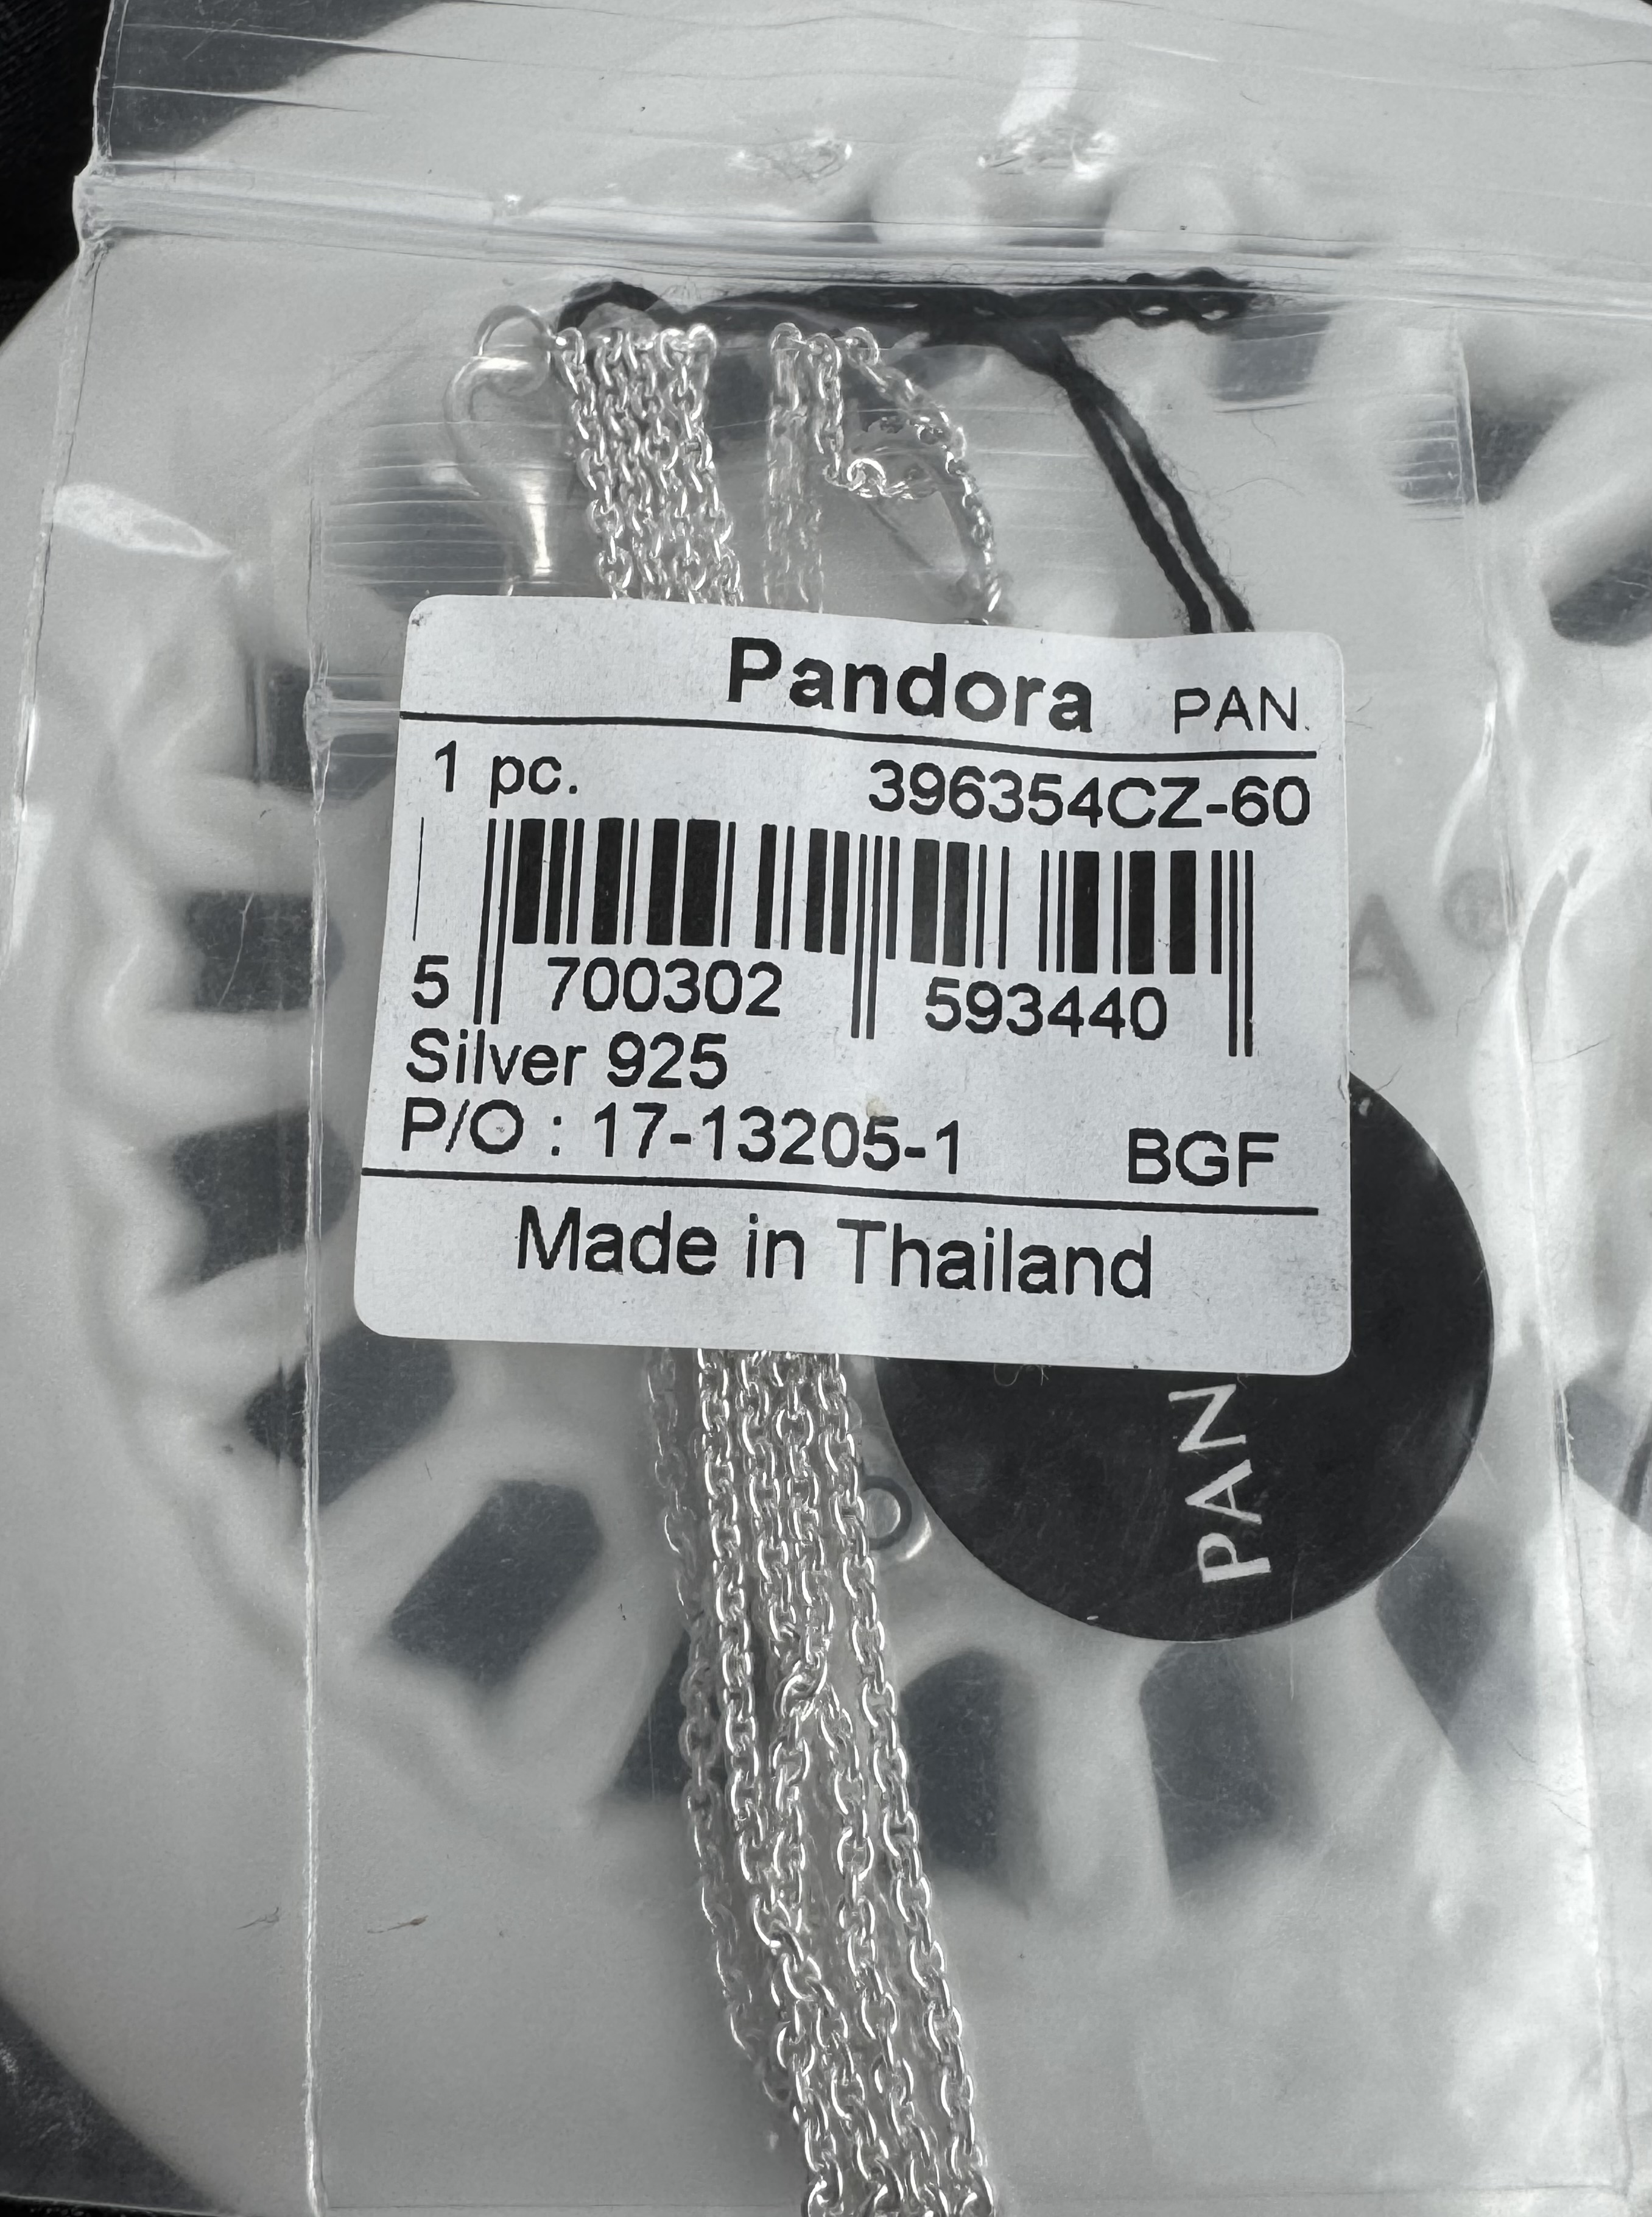 Pandora PAN.
1 pc. 396354CZ-60
5 700302 593440
Silver 925
P/O : 17-13205-1 BGF
Made in Thailand
A®
PAN